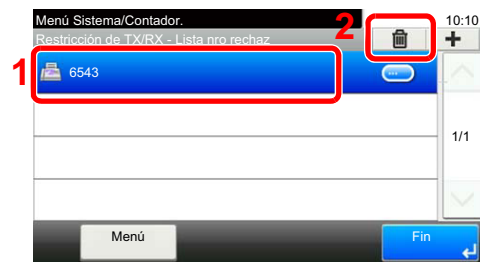 Menú Sistema/Contador.
10:10
Restricción de TX/RX - Lista nro rechaz
2
1
6543
1/1
Menú
Fin